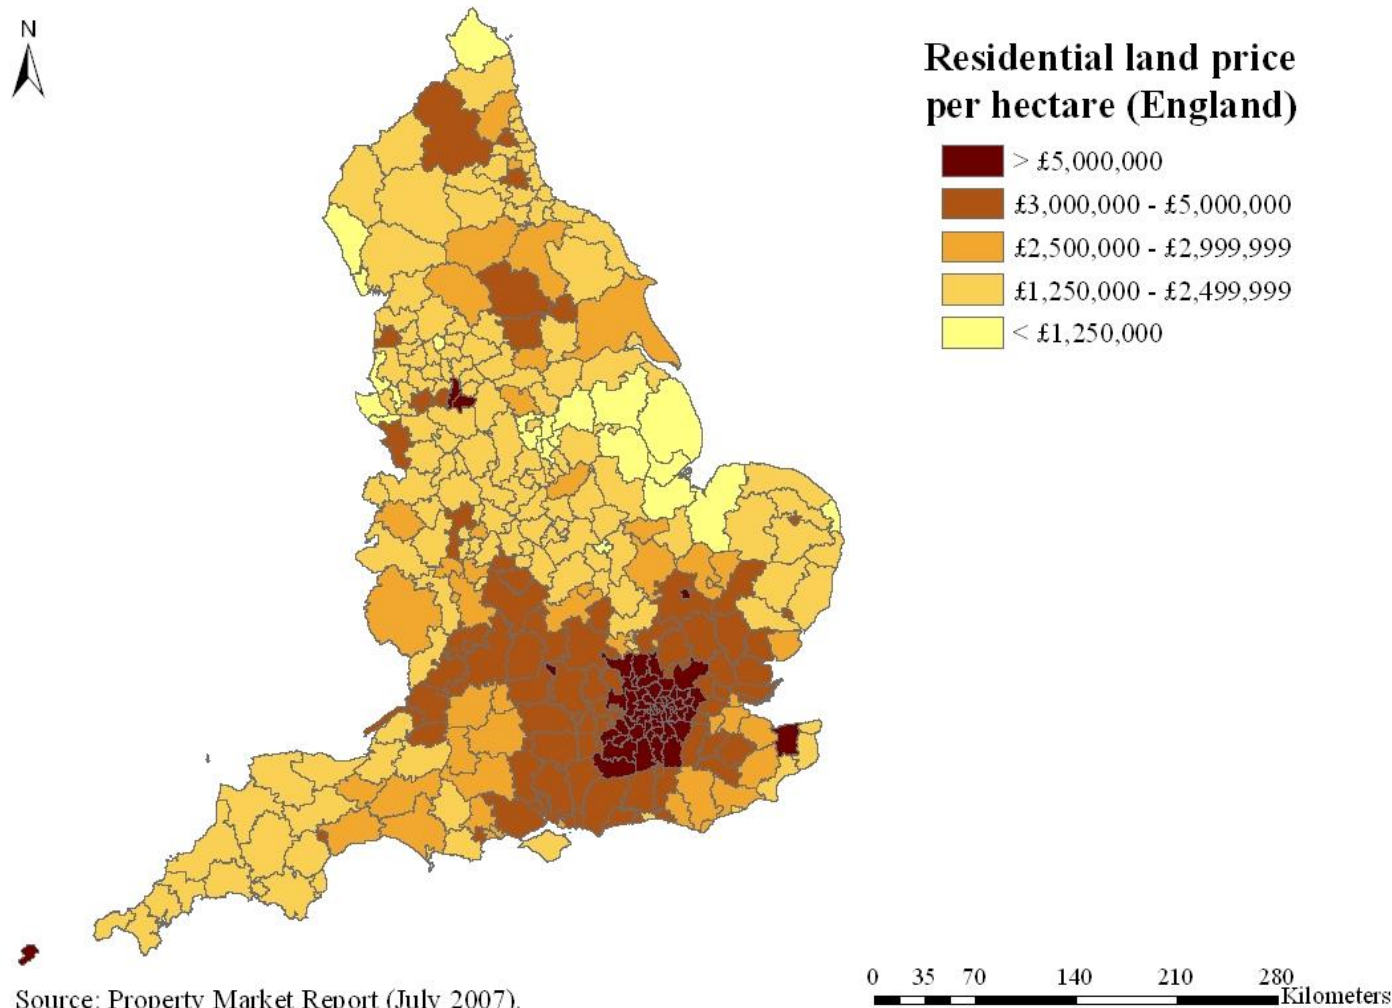 N
Residential land price
per hectare (England)
> £5,000,000
£3,000,000 - £5,000,000
£2,500,000 - £2,999,999
£1,250,000 - £2,499,999
< £1,250,000
0 35 70 140 210 280
Kilometers
Source: Property Market Report (July 2007).